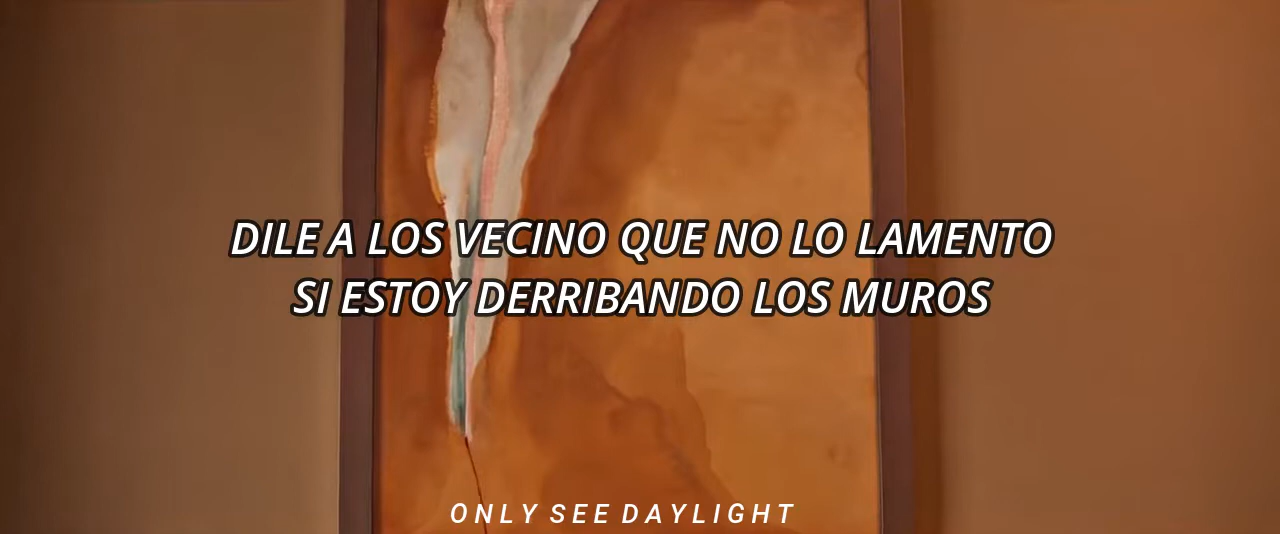 DILE A LOS VECINO QUE NO LO LAMENTO
SI ESTOY DERRIBANDO LOS MUROS
ONLY SEE DAYLIGHT